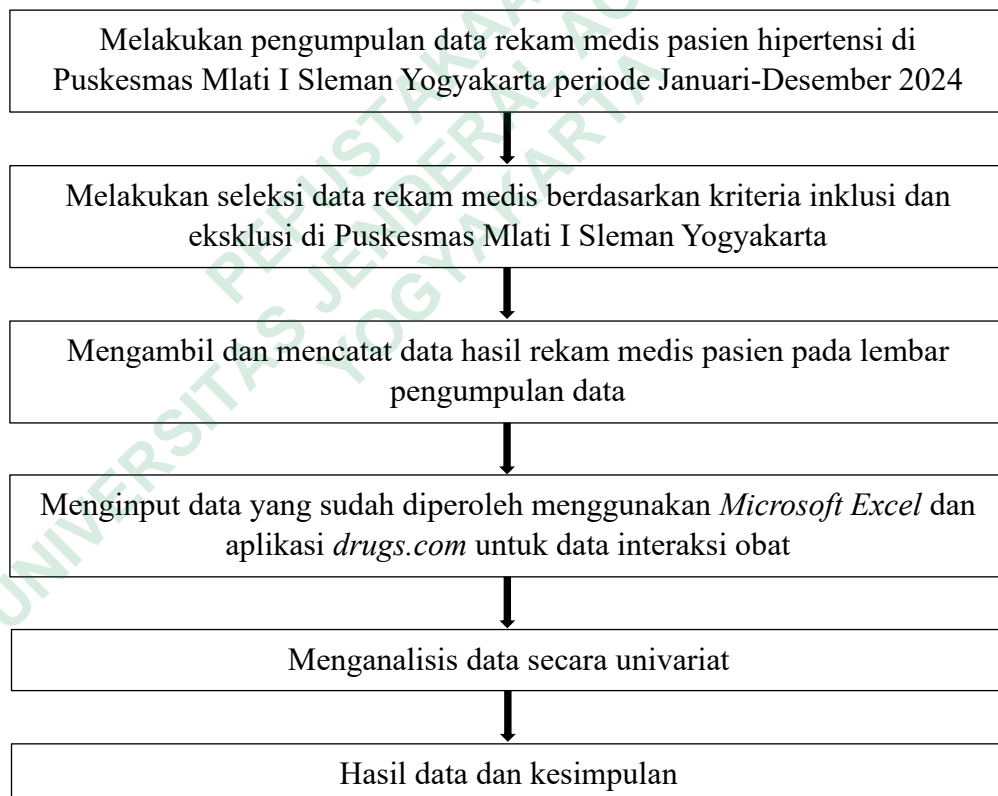 Melakukan pengumpulan data rekam medis pasien hipertensi di
Puskesmas Mlati I Sleman Yogyakarta periode Januari-Desember 2024
Melakukan seleksi data rekam medis berdasarkan kriteria inklusi dan
eksklusi di Puskesmas Mlati I Sleman Yogyakarta
Mengambil dan mencatat data hasil rekam medis pasien pada lembar
pengumpulan data
Menginput data yang sudah diperoleh menggunakan Microsoft Excel dan
aplikasi drugs.com untuk data interaksi obat
Menganalisis data secara univariat
Hasil data dan kesimpulan
UNIVERSITAS JENDERAL
YOGYAKARTA